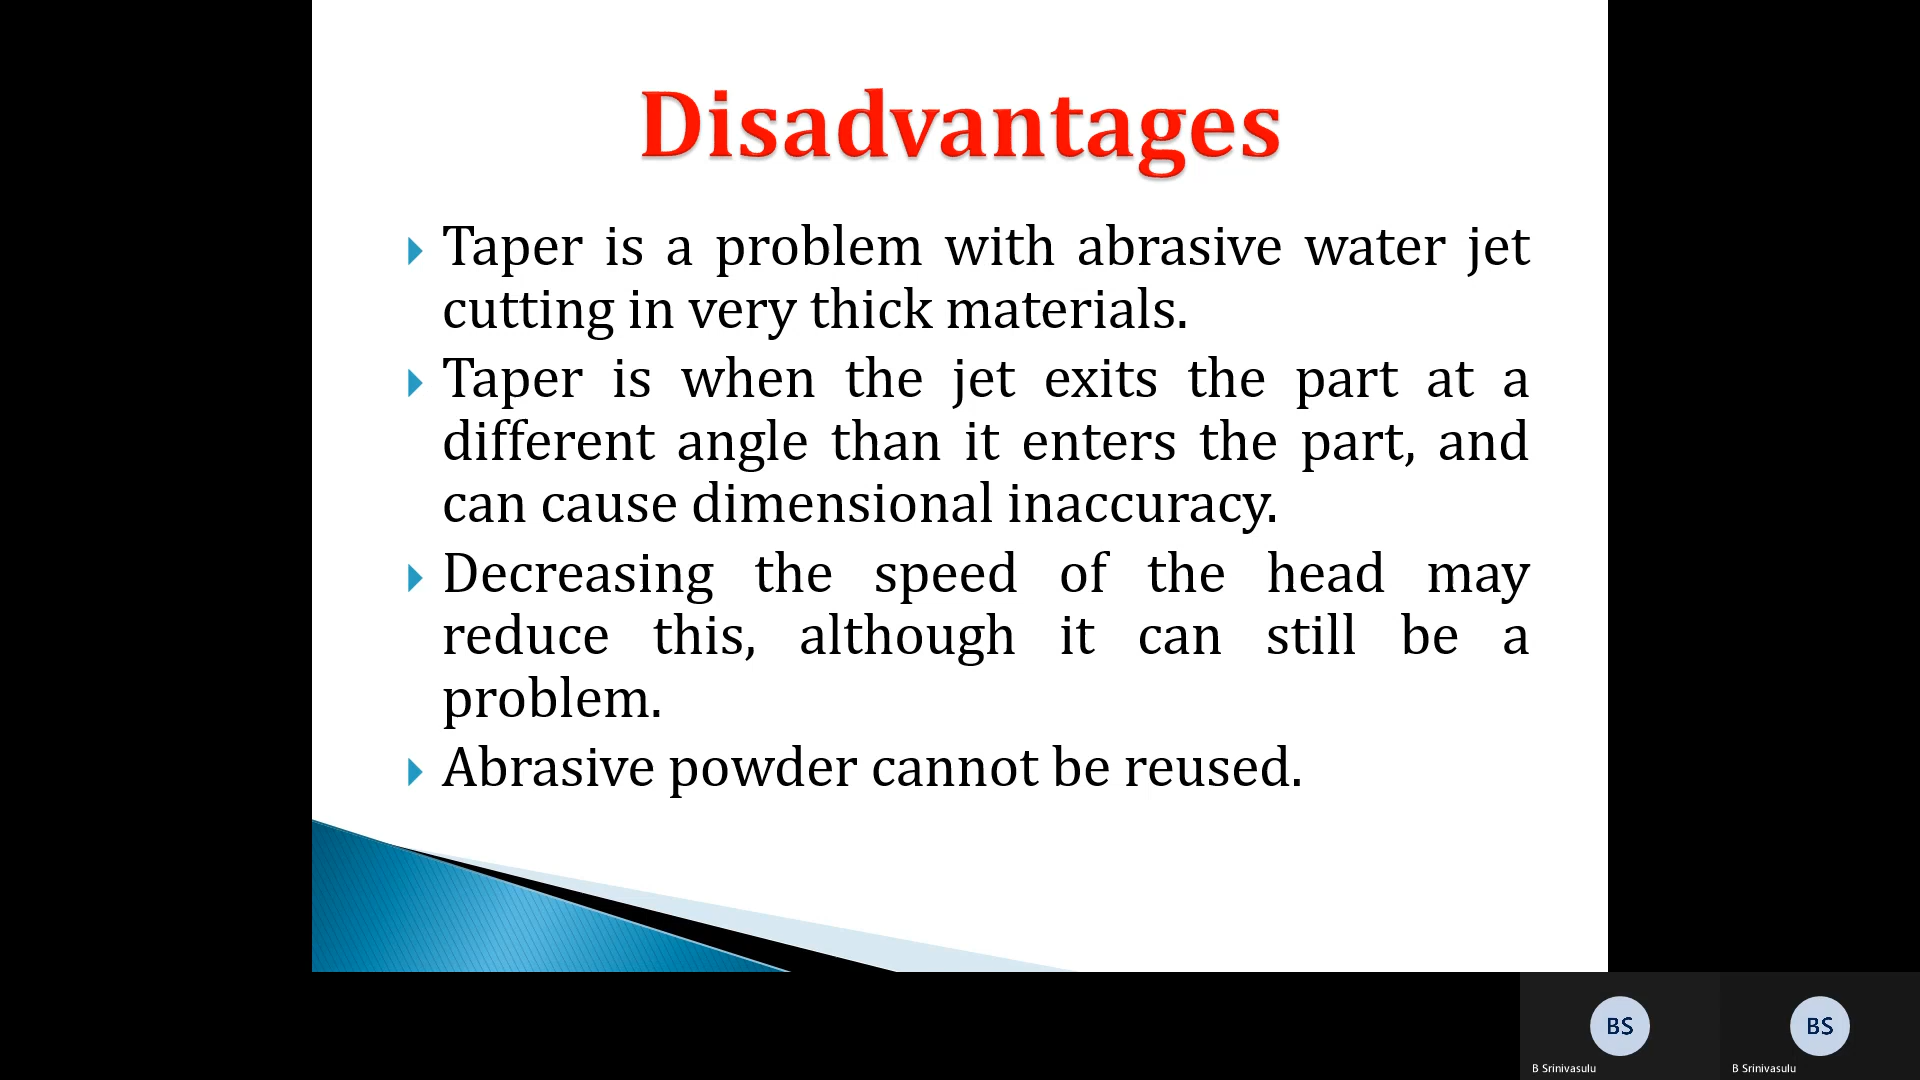 Disadvantages
Taper is a problem with abrasive water jet
cutting in very thick materials.
Taper is when the jet exits the part at a
different angle than it enters the part, and
can cause dimensional inaccuracy.
Decreasing the speed of the head may
reduce this, although it can still be a
problem.
Abrasive powder cannot be reused.
BS
B Srinivasulu
BS
B Srinivasulu